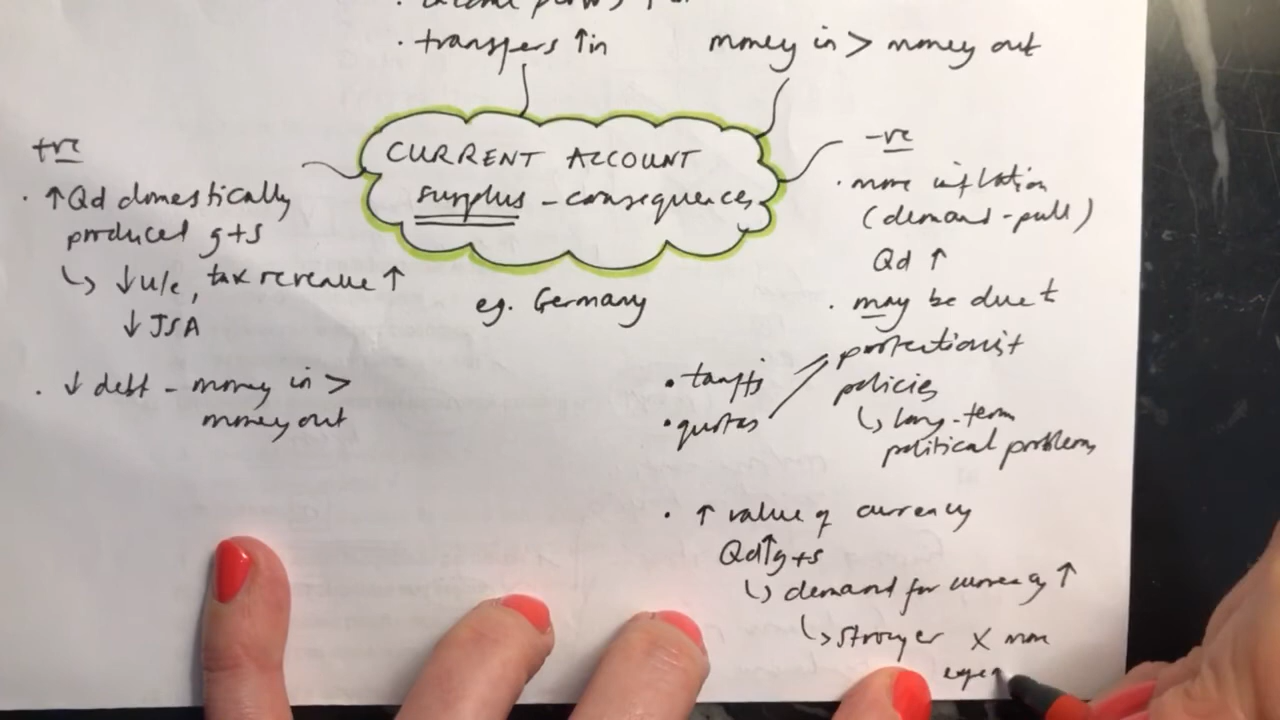 · transfers ↑in
money in > money out
CURRENT ACCOUNT
surplus - consequences
eg. Germany
+ve
· ↑Qd domestically
produced g+s
↳ ↓u/e, tax revenue ↑
↓ JSA
· ↓ debt - money in >
money out
-ve
· more inflation
(demand-pull)
Qd ↑
· may be due t
protectionist
policies
↳ long-term
political problems
· tariffs
· quotas
· ↑ value of currency
Qd↑g+s
↳ demand for currency ↑
↳ stronger X more